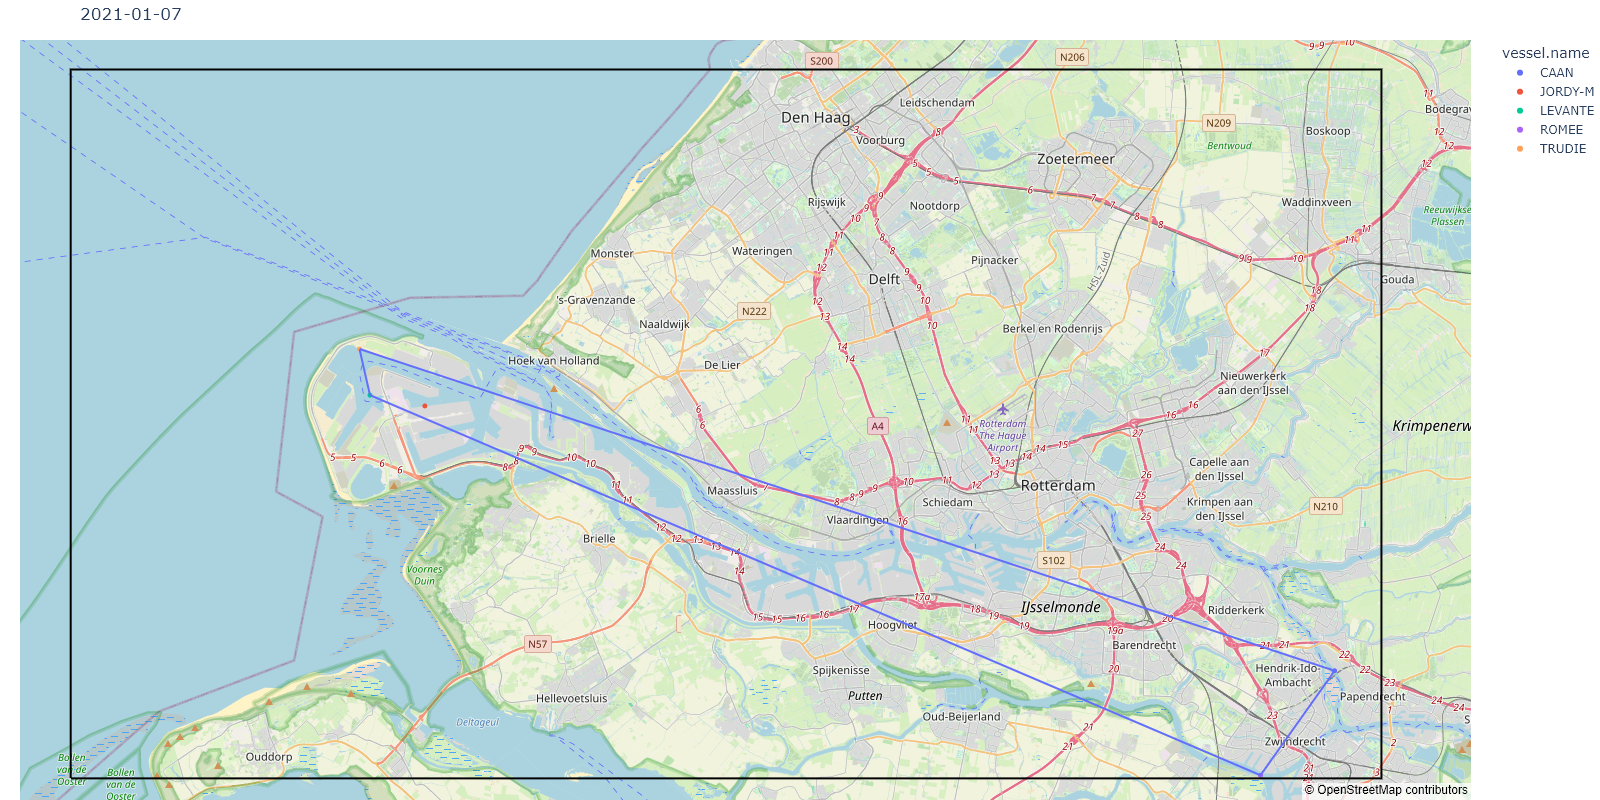 2021-01-07
vessel.name
CAAN
JORDY-M
LEVANTE
ROMEE
TRUDIE
S200
N206
Leidschendam
Bodegrav
Den Haag
N209
Boskoop
Voorburg
Bentwoud
Zoetermeer
Rijswijk
Nootdorp
Waddinxveen
Reeuwijkse
Plassen
Monster
Wateringen
Pijnacker
HSL-Zuid
Delft
Gouda
's-Gravenzande
N222
Naaldwijk
Berkel en Rodenrijs
Hoek van Holland
De Lier
Nieuwerkerk
aan den IJssel
A4
Rotterdam
The Hague
Airport
Krimpenerw
Capelle aan
den IJssel
Maassluis
Rotterdam
Schiedam
Krimpen aan
den IJssel
N210
Vlaardingen
Brielle
S102
Voornes
Duin
17a
IJsselmonde
Ridderkerk
Hoogvliet
19a
N57
Barendrecht
Spijkenisse
Hendrik-Ido-
Ambacht
Putten
Papendrecht
Hellevoetsluis
Oud-Beijerland
Deltageul
S
Zwijndrecht
Ouddorp
Bollen
van de
Ooster
Bollen
van de
Ooster
© OpenStreetMap contributors